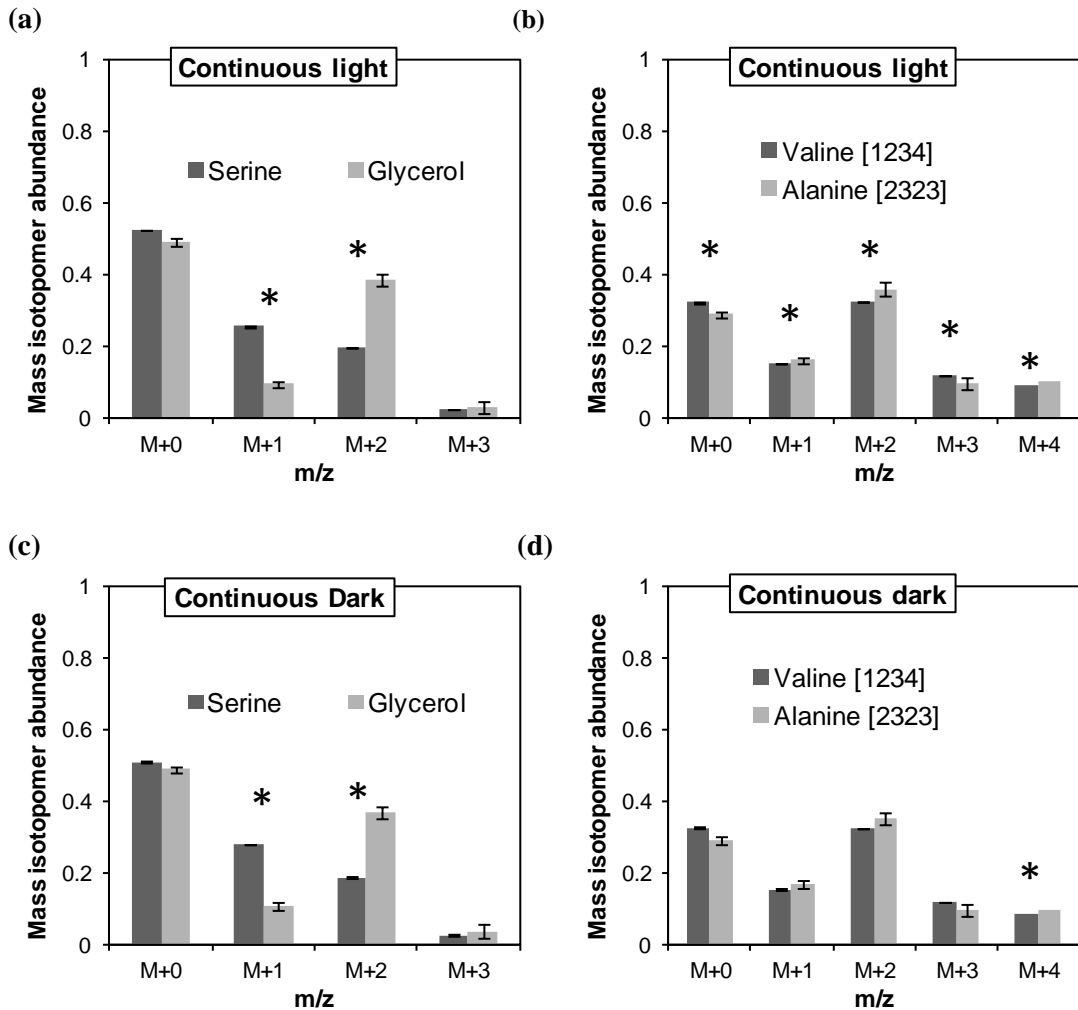 (a)
Continuous light
Mass isotopomer abundance
1
0.8
0.6
0.4
0.2
0
Serine
Glycerol
*
*
M+0 M+1 M+2 M+3
m/z
(b)
Continuous light
Mass isotopomer abundance
1
0.8
0.6
0.4
0.2
0
Valine [1234]
Alanine [2323]
*
*
*
*
*
M+0 M+1 M+2 M+3 M+4
m/z
(c)
Continuous Dark
Mass isotopomer abundance
1
0.8
0.6
0.4
0.2
0
Serine
Glycerol
*
*
M+0 M+1 M+2 M+3
m/z
(d)
Continuous dark
Mass isotopomer abundance
1
0.8
0.6
0.4
0.2
0
Valine [1234]
Alanine [2323]
*
M+0 M+1 M+2 M+3 M+4
m/z